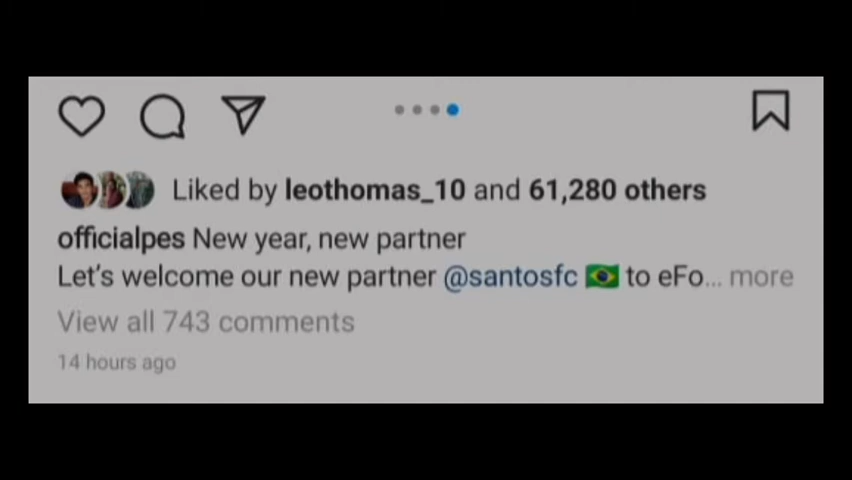 Liked by leothomas_10 and 61,280 others
officialpes New year, new partner
Let's welcome our new partner @santosfc 🇧🇷 to eFo... more
View all 743 comments
14 hours ago